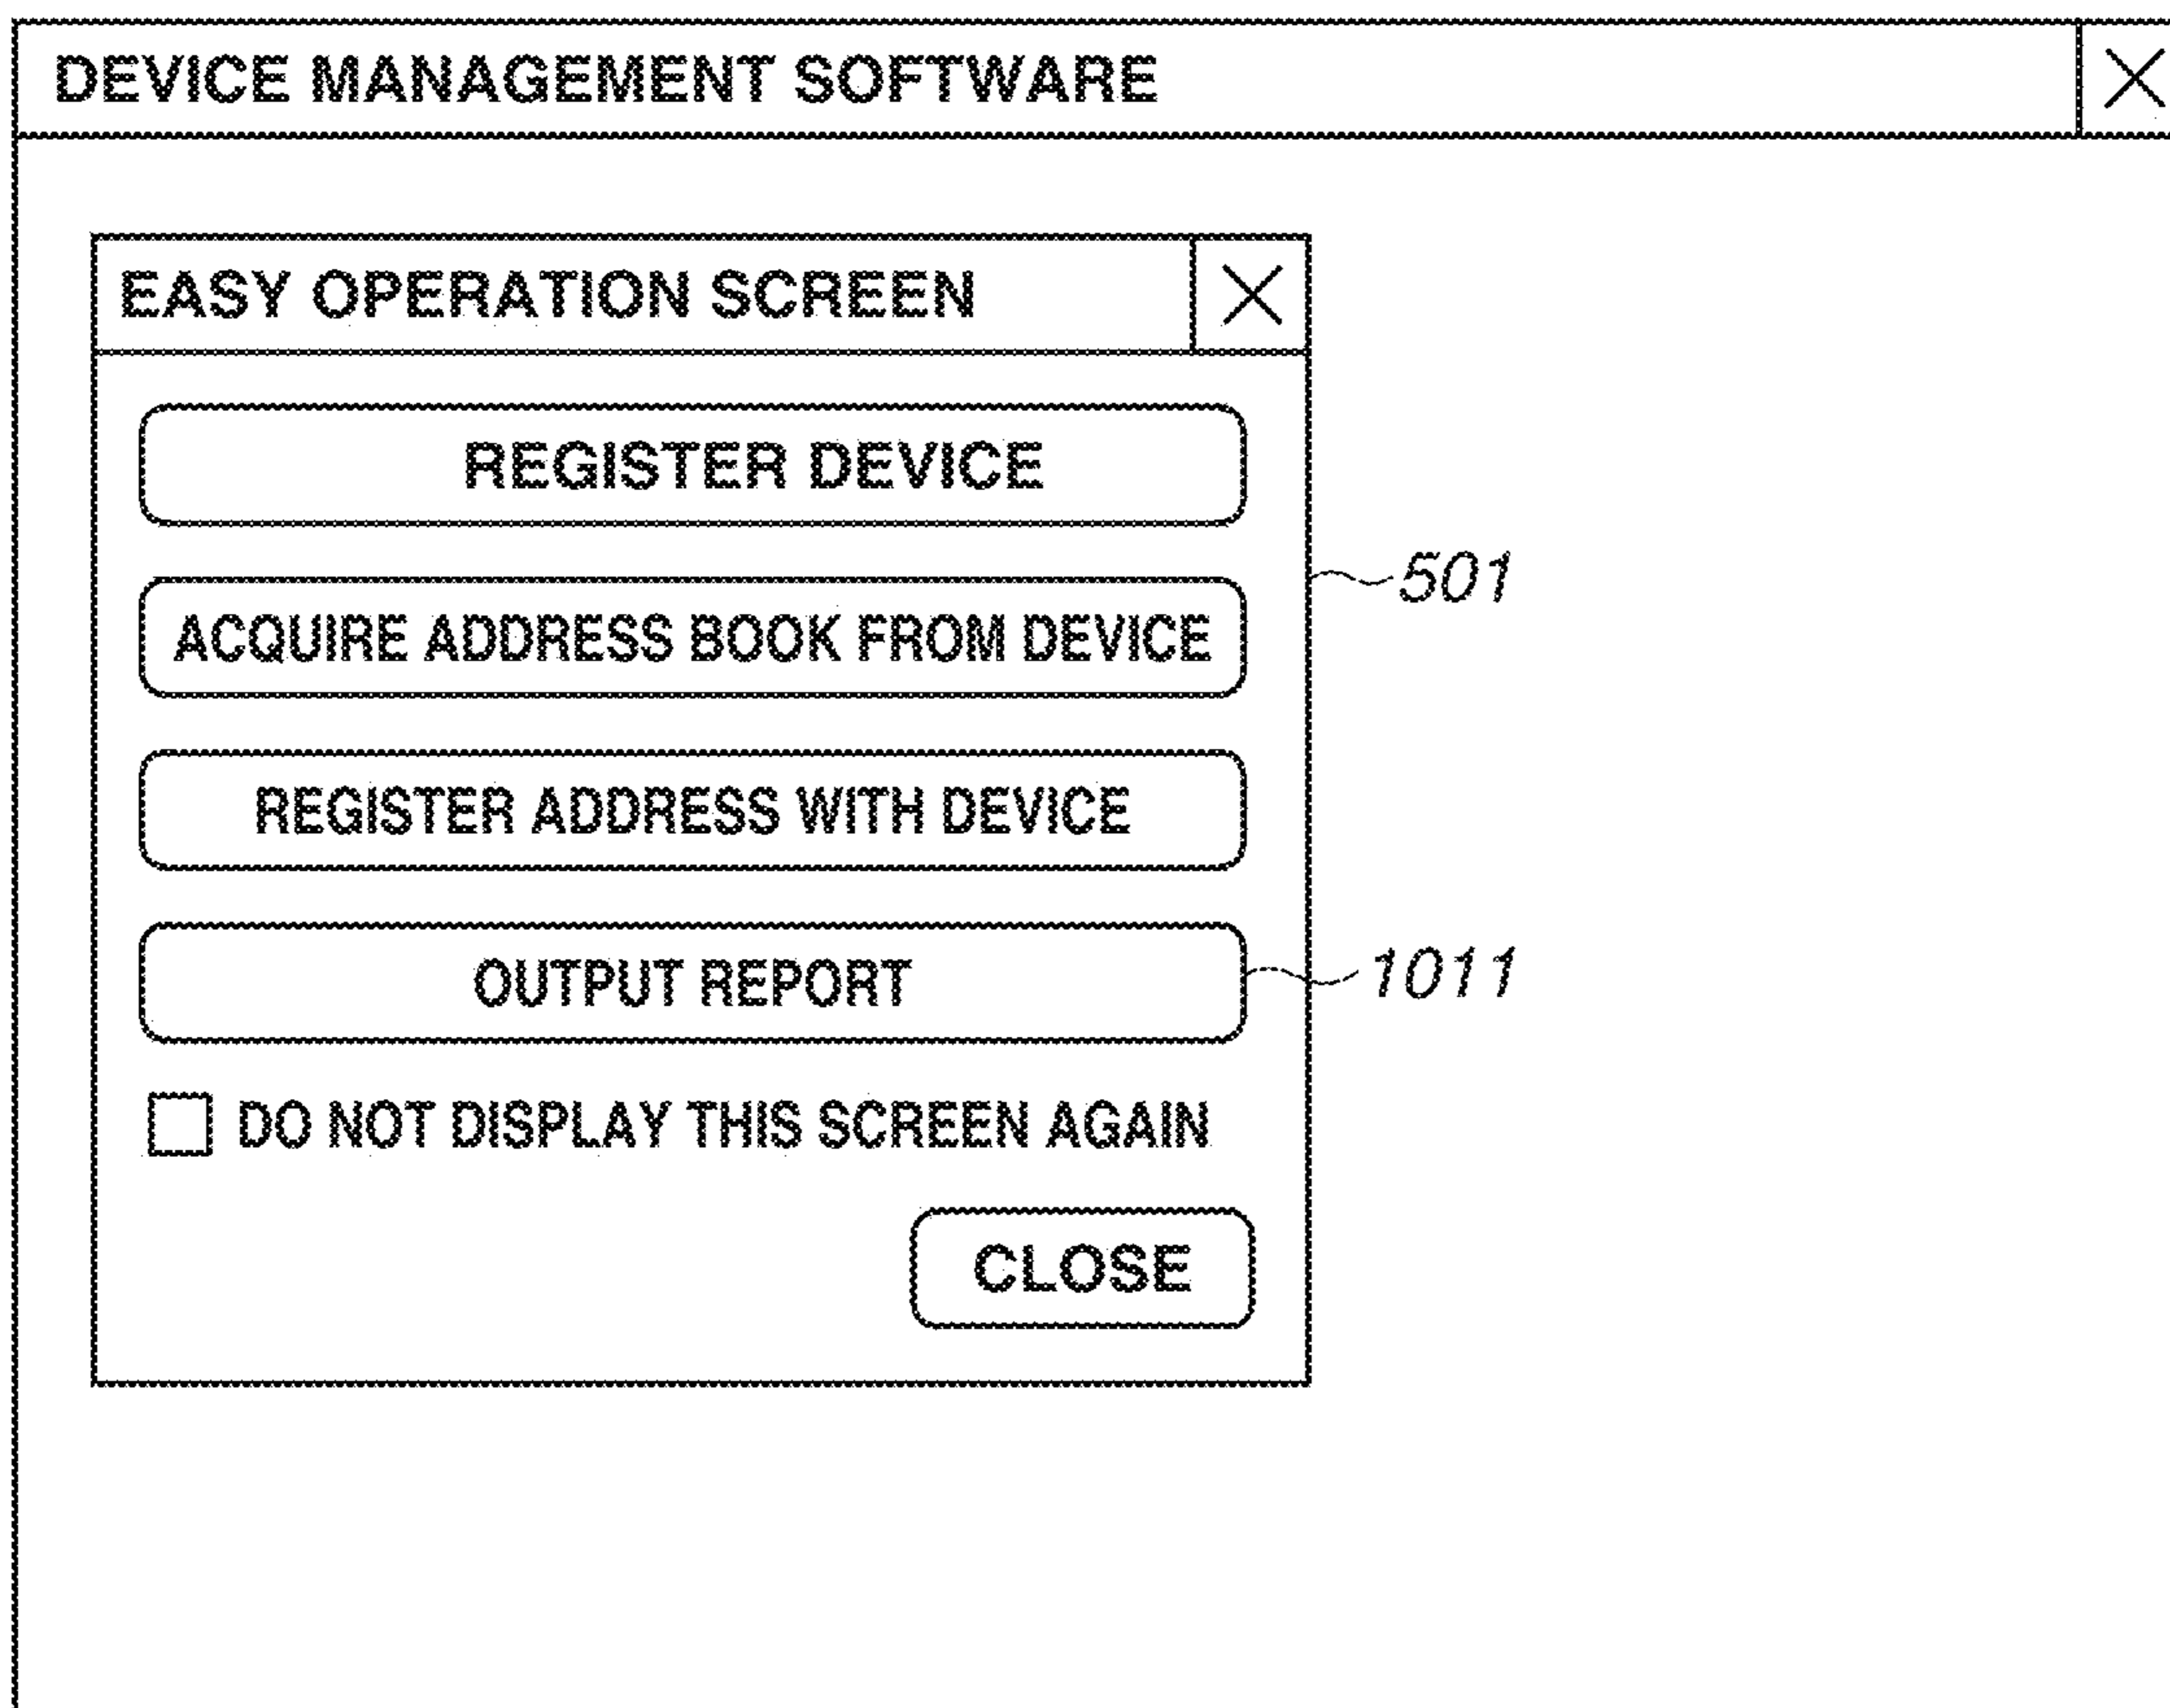 DEVICE MANAGEMENT SOFTWARE
EASY OPERATION SCREEN
REGISTER DEVICE
501
ACQUIRE ADDRESS BOOK FROM DEVICE
REGISTER ADDRESS WITH DEVICE
OUTPUT REPORT
1011
DO NOT DISPLAY THIS SCREEN AGAIN
CLOSE